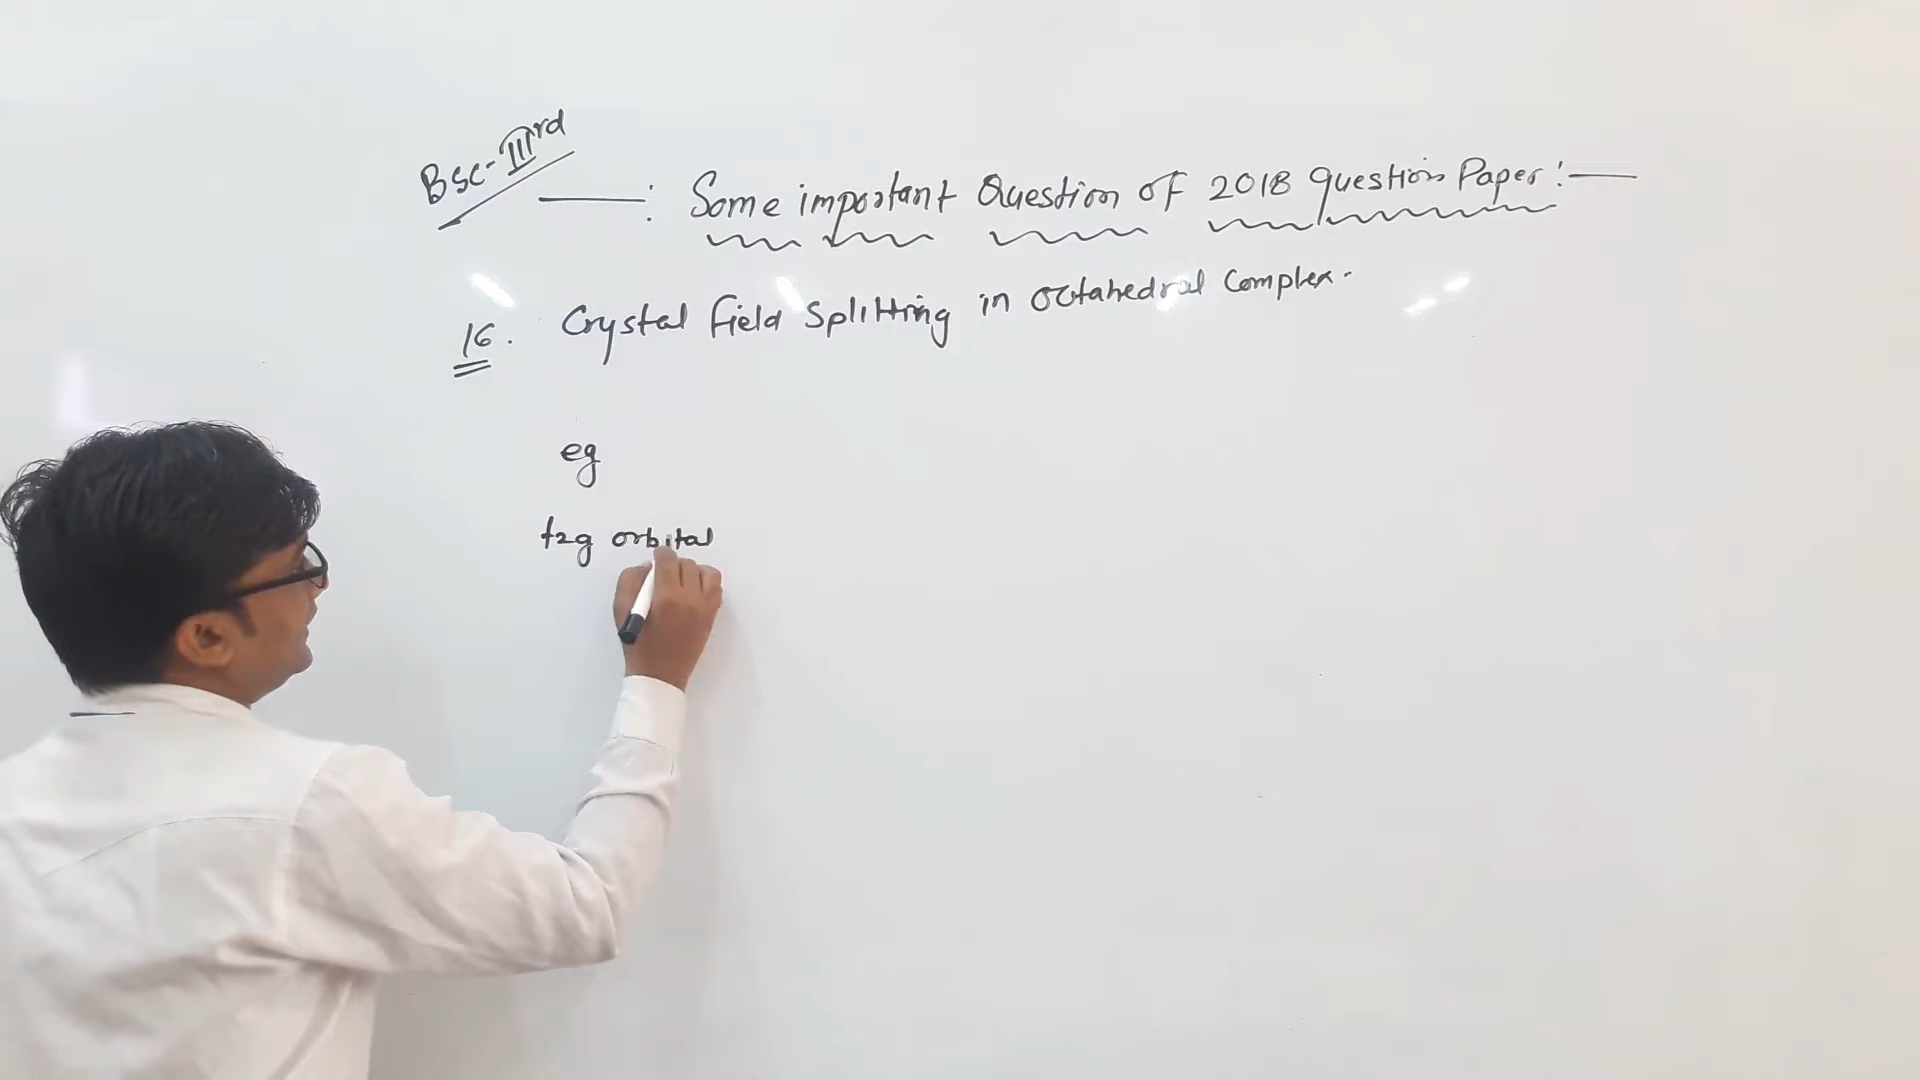 Bsc-IIIrd
: Some important Question of 2018 question Paper :
16. Crystal field Splitting in octahedral Complex.
eg
t2g orbital